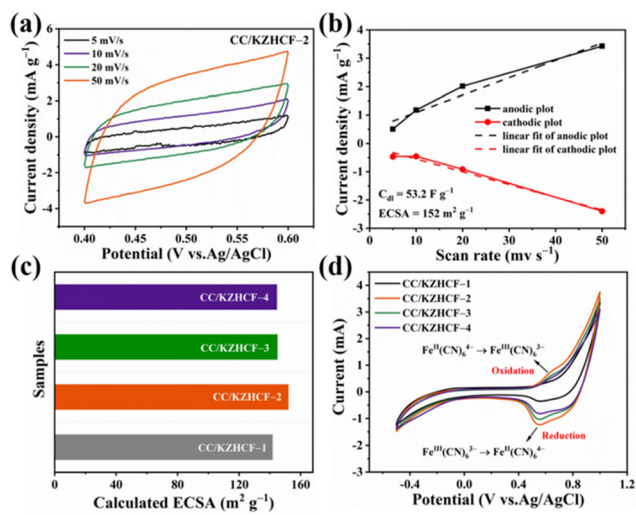 (a)
5 mV/s
10 mV/s
20 mV/s
50 mV/s
CC/KZHCF–2
Current density (mA g⁻¹)
6
4
2
0
-2
-4
0.40
0.45
0.50
0.55
0.60
Potential (V vs.Ag/AgCl)
(b)
Current density (mA g⁻¹)
4
3
2
1
0
-1
-2
-3
anodic plot
cathodic plot
linear fit of anodic plot
linear fit of cathodic plot
C_dl = 53.2 F g⁻¹
ECSA = 152 m² g⁻¹
10
20
30
40
50
Scan rate (mv s⁻¹)
(c)
Samples
CC/KZHCF–4
CC/KZHCF–3
CC/KZHCF–2
CC/KZHCF–1
0
40
80
120
160
Calculated ECSA (m² g⁻¹)
(d)
CC/KZHCF–1
CC/KZHCF–2
CC/KZHCF–3
CC/KZHCF–4
Current (mA)
5
4
3
2
1
0
-1
-2
-3
Feᴵᴵ(CN)₆⁴⁻ → Feᴵᴵᴵ(CN)₆³⁻
Oxidation
Reduction
Feᴵᴵᴵ(CN)₆³⁻ → Feᴵᴵ(CN)₆⁴⁻
-0.4
0.0
0.4
0.8
1.2
Potential (V vs.Ag/AgCl)